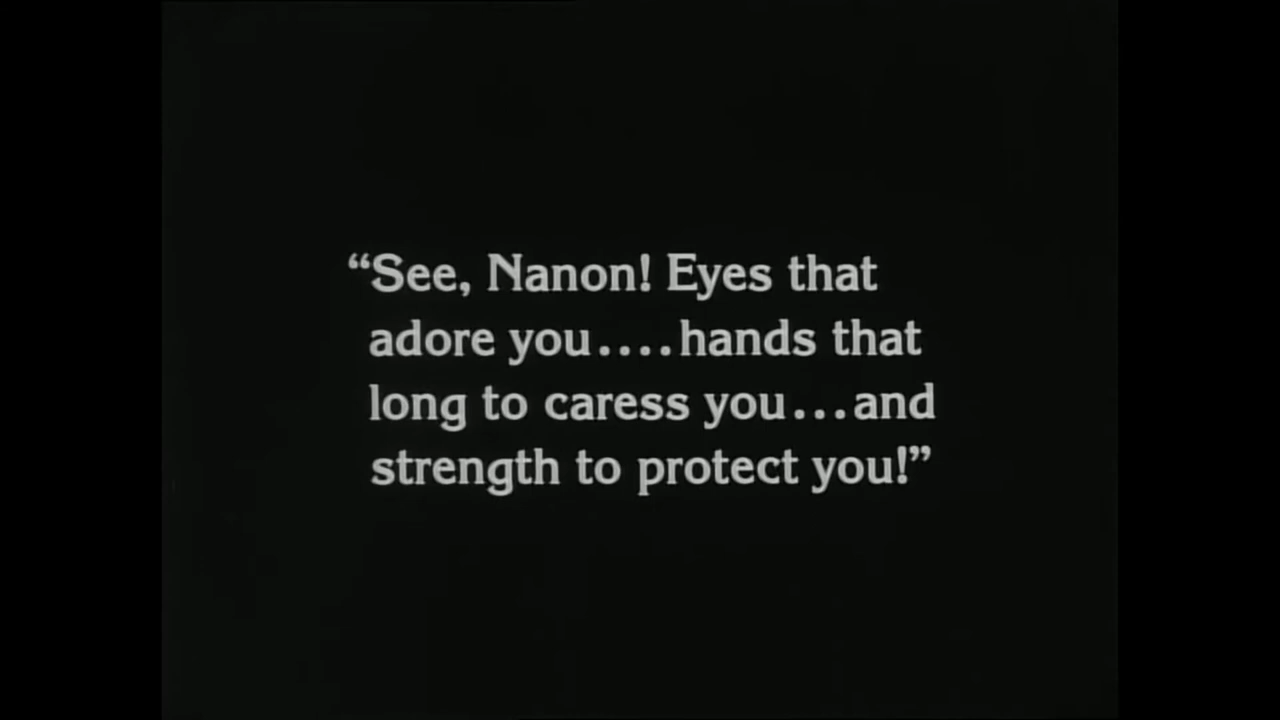 “See, Nanon! Eyes that
adore you....hands that
long to caress you...and
strength to protect you!”